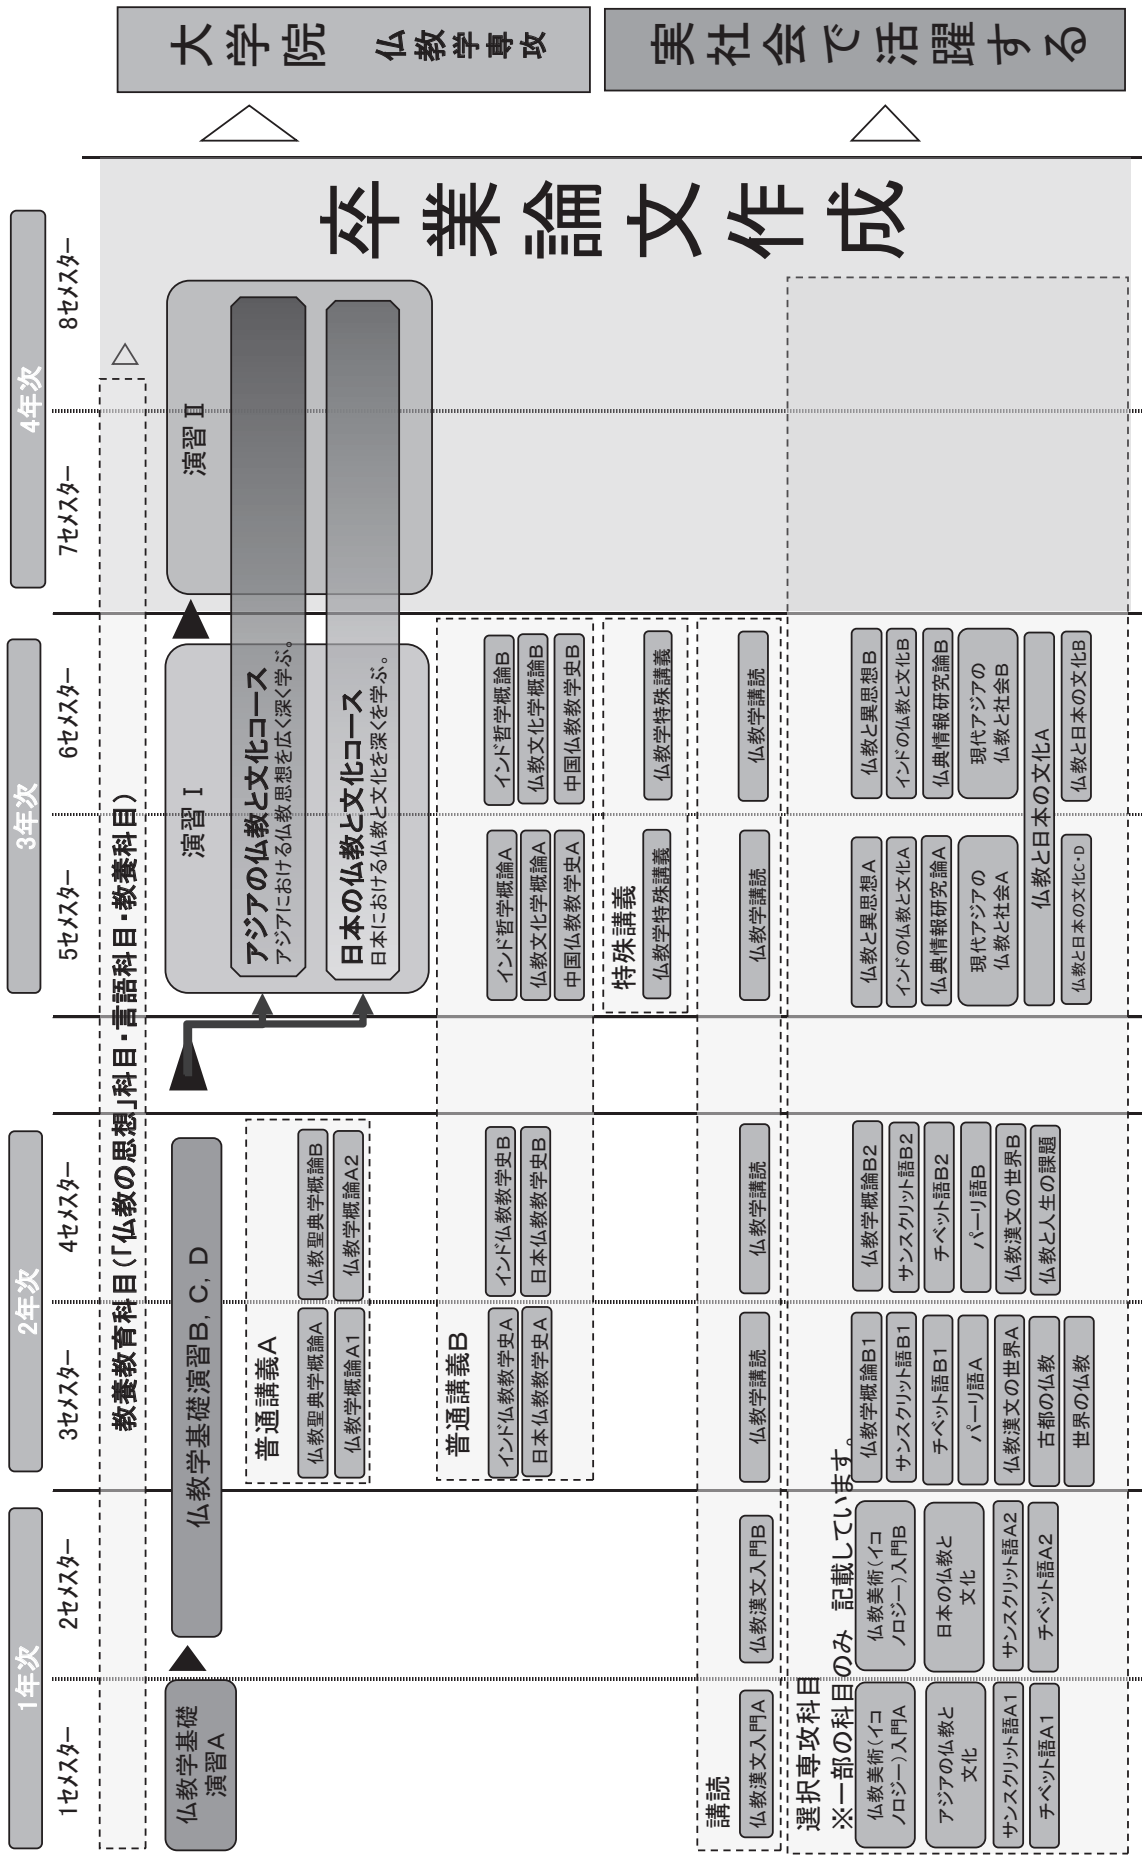 1年次
2年次
3年次
4年次
1セメスター
2セメスター
3セメスター
4セメスター
5セメスター
6セメスター
7セメスター
8セメスター
教養教育科目（「仏教の思想」科目・言語科目・教養科目）
仏教学基礎
演習A
仏教学基礎演習B, C, D
演習Ⅰ
演習Ⅱ
アジアの仏教と文化コース
アジアにおける仏教思想を広く深く学ぶ。
日本の仏教と文化コース
日本における仏教と文化を深くを学ぶ。
普通講義A
仏教聖典学概論A
仏教聖典学概論B
仏教学概論A1
仏教学概論A2
普通講義B
インド仏教教学史A
インド仏教教学史B
インド哲学概論A
インド哲学概論B
日本仏教教学史A
日本仏教教学史B
仏教文化学概論A
仏教文化学概論B
中国仏教教学史A
中国仏教教学史B
特殊講義
仏教学特殊講義
仏教学特殊講義
講読
仏教漢文入門A
仏教漢文入門B
仏教学講読
仏教学講読
仏教学講読
仏教学講読
選択専攻科目
※一部の科目のみ 記載しています。
仏教美術（イコ
ノロジー）入門A
仏教美術（イコ
ノロジー）入門B
仏教学概論B1
仏教学概論B2
仏教と異思想A
仏教と異思想B
サンスクリット語B1
サンスクリット語B2
インドの仏教と文化A
インドの仏教と文化B
アジアの仏教と
文化
日本の仏教と
文化
チベット語B1
チベット語B2
仏典情報研究論A
仏典情報研究論B
パーリ語A
パーリ語B
現代アジアの
仏教と社会A
現代アジアの
仏教と社会B
サンスクリット語A1
サンスクリット語A2
仏教漢文の世界A
仏教漢文の世界B
チベット語A1
チベット語A2
古都の仏教
仏教と人生の課題
仏教と日本の文化A
世界の仏教
仏教と日本の文化C・D
仏教と日本の文化B
卒業論文作成
大学院 仏教学専攻
実社会で活躍する